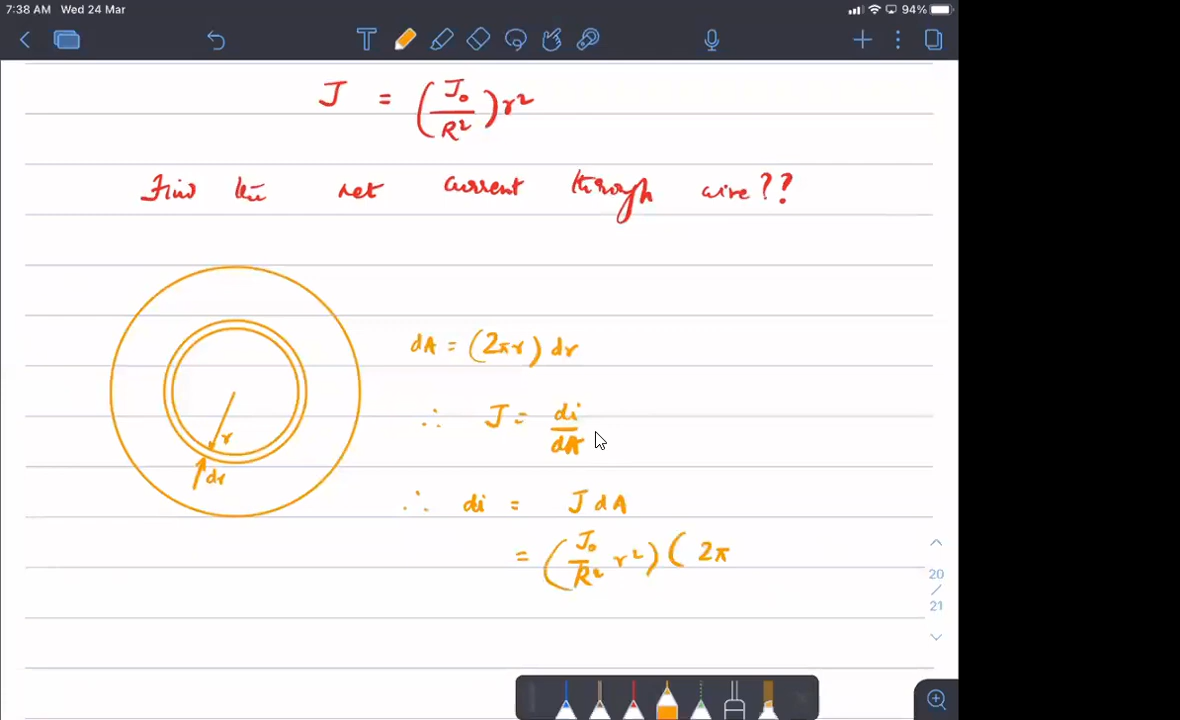 7:38 AM Wed 24 Mar 94%
J = (J₀/R²) r²
Find the net current through wire??
dA = (2πr) dr
∴ J = di/dA
r
dr
∴ di = J dA
= (J₀/R² r²) (2π
20
/
21